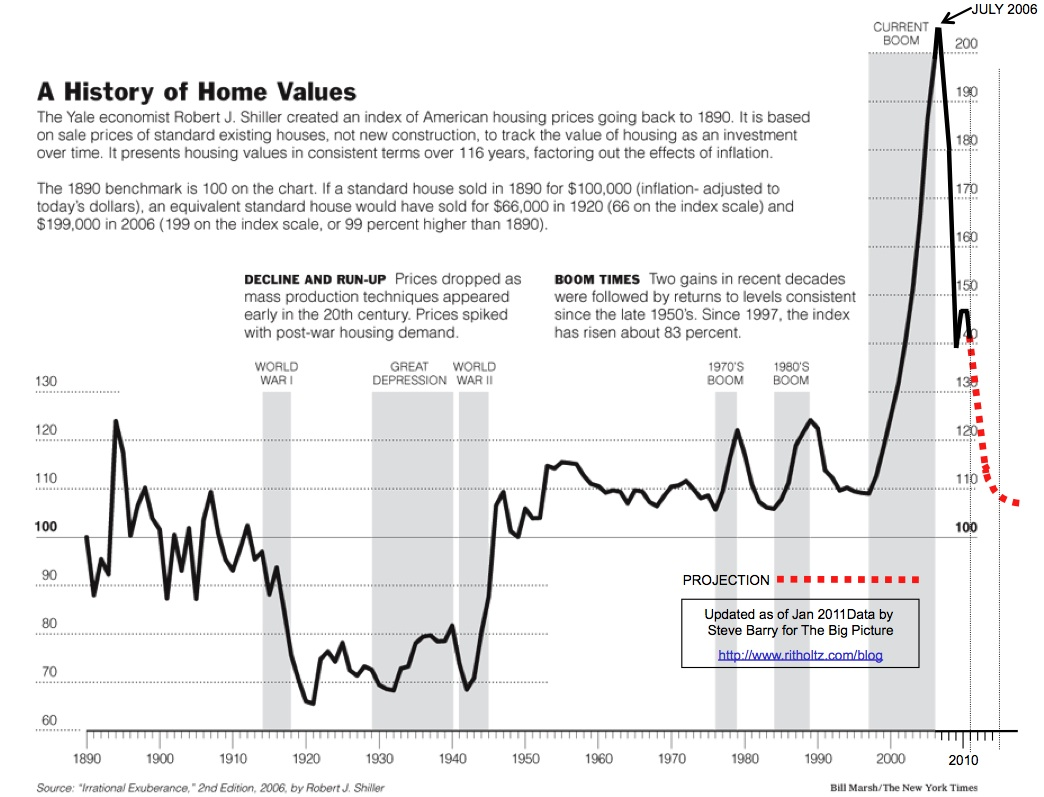 JULY 2006
CURRENT
BOOM
200
A History of Home Values
The Yale economist Robert J. Shiller created an index of American housing prices going back to 1890. It is based
on sale prices of standard existing houses, not new construction, to track the value of housing as an investment
over time. It presents housing values in consistent terms over 116 years, factoring out the effects of inflation.
The 1890 benchmark is 100 on the chart. If a standard house sold in 1890 for $100,000 (inflation- adjusted to
today's dollars), an equivalent standard house would have sold for $66,000 in 1920 (66 on the index scale) and
$199,000 in 2006 (199 on the index scale, or 99 percent higher than 1890).
190
180
170
160
150
DECLINE AND RUN-UP Prices dropped as
mass production techniques appeared
early in the 20th century. Prices spiked
with post-war housing demand.
BOOM TIMES Two gains in recent decades
were followed by returns to levels consistent
since the late 1950's. Since 1997, the index
has risen about 83 percent.
WORLD
WAR I
GREAT
DEPRESSION
WORLD
WAR II
1970'S
BOOM
1980'S
BOOM
130
120
110
100
90
80
70
60
130
120
110
100
PROJECTION
Updated as of Jan 2011Data by
Steve Barry for The Big Picture
http://www.ritholtz.com/blog
1890 1900 1910 1920 1930 1940 1950 1960 1970 1980 1990 2000 2010
Source: "Irrational Exuberance," 2nd Edition, 2006, by Robert J. Shiller
Bill Marsh/The New York Times